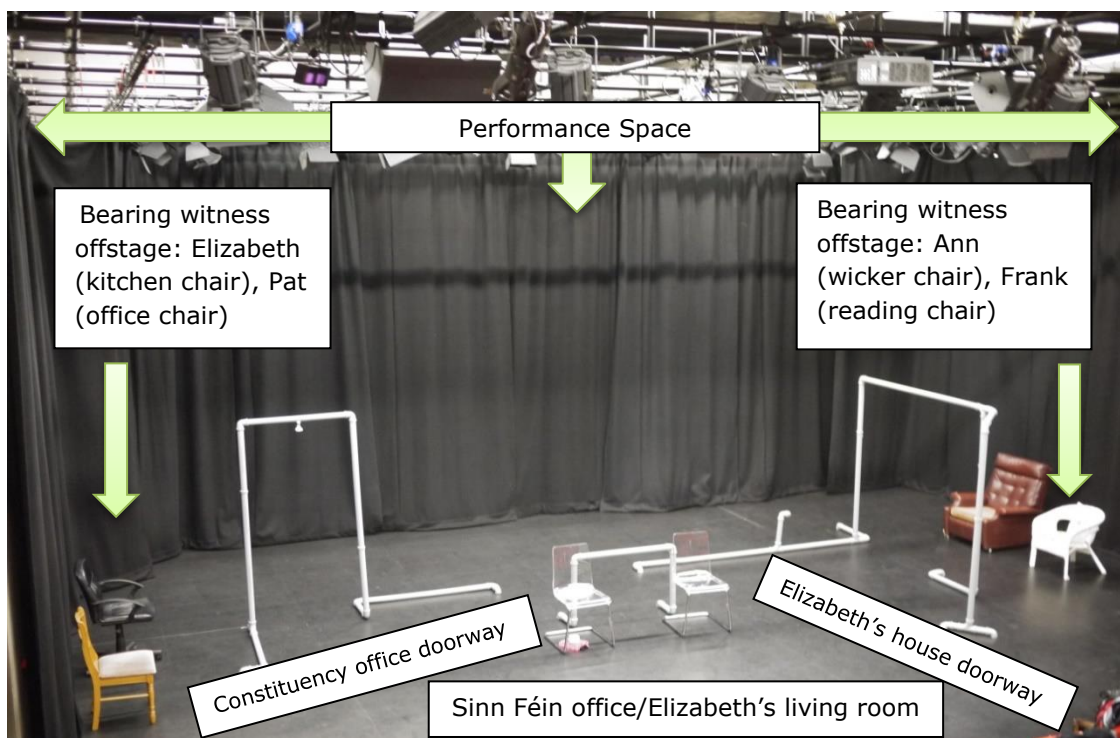 Performance Space
Bearing witness
offstage: Elizabeth
(kitchen chair), Pat
(office chair)
Bearing witness
offstage: Ann
(wicker chair), Frank
(reading chair)
Constituency office doorway
Elizabeth’s house doorway
Sinn Féin office/Elizabeth’s living room